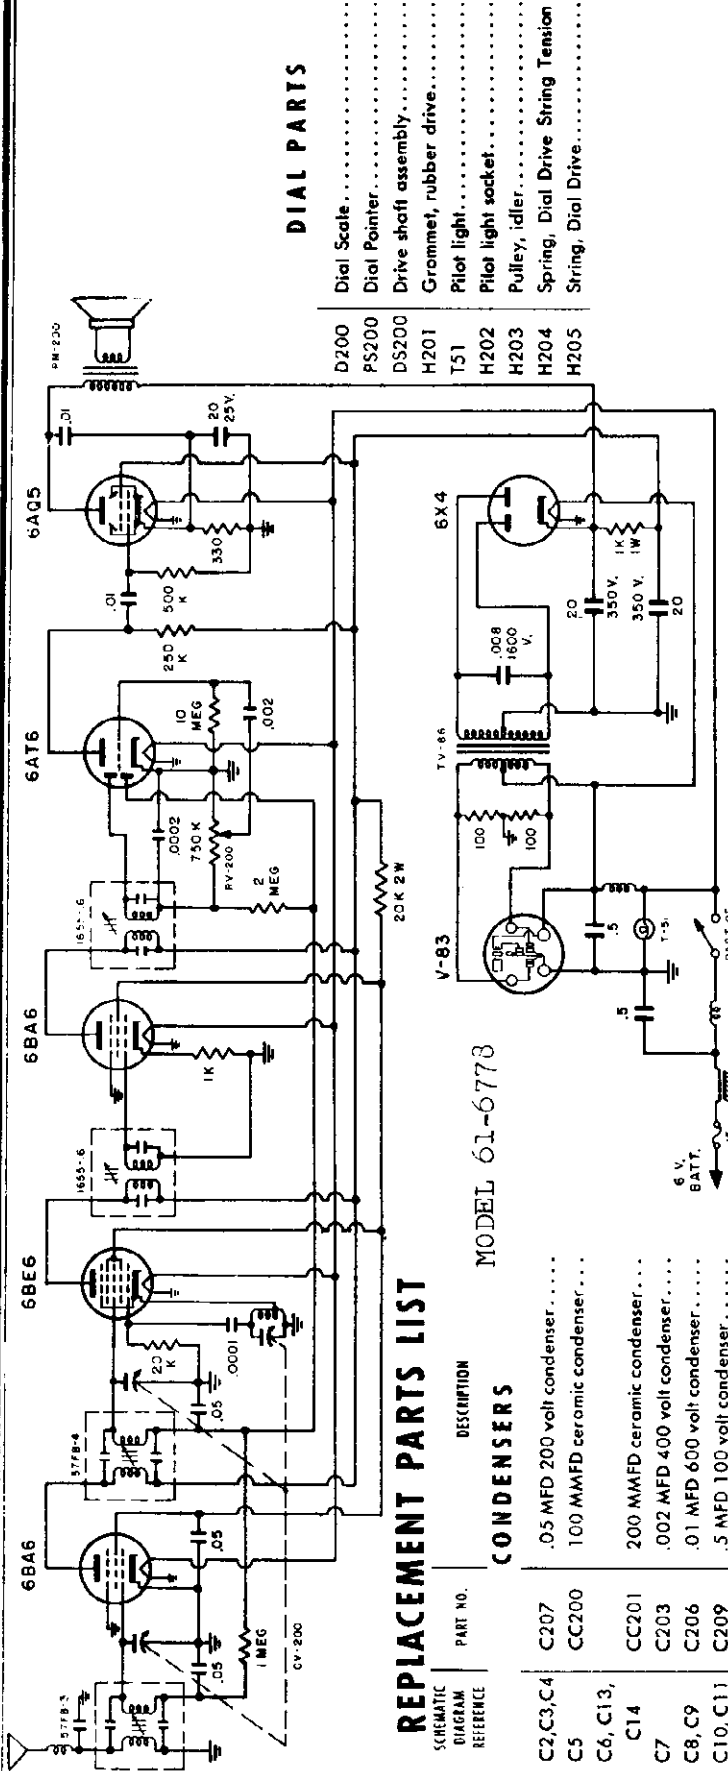 6BA6
6BE6
6BA6
6AT6
6AQ5
PM-200
57FB-3
57FB-4
1655-6
1655-6
.05
.05
.05
1 MEG
CV-200
20
K
.0001
1K
.0002
750 K
RV-200
2
MEG
10
MEG
.002
250
K
.01
500
K
330
.01
20
25V.
20K 2W
V-83
TV-86
6X4
100
100
.008
1600
V.
20
350V.
350 V.
20
1K
1W
.5
.5
T-51
6 V.
BATT.
MODEL 61-6778
REPLACEMENT PARTS LIST
SCHEMATIC
DIAGRAM
REFERENCE
PART NO.
DESCRIPTION
CONDENSERS
C2,C3,C4 C207 .05 MFD 200 volt condenser.....
C5 CC200 100 MMFD ceramic condenser....
C6, C13,
C14 CC201 200 MMFD ceramic condenser....
C7 C203 .002 MFD 400 volt condenser....
C8, C9 C206 .01 MFD 600 volt condenser.....
C10, C11 C209 .5 MFD 100 volt condenser
DIAL PARTS
D200 Dial Scale
PS200 Dial Pointer
DS200 Drive shaft assembly
H201 Grommet, rubber drive
T51 Pilot light
H202 Pilot light socket
H203 Pulley, idler
H204 Spring, Dial Drive String Tension
H205 String, Dial Drive